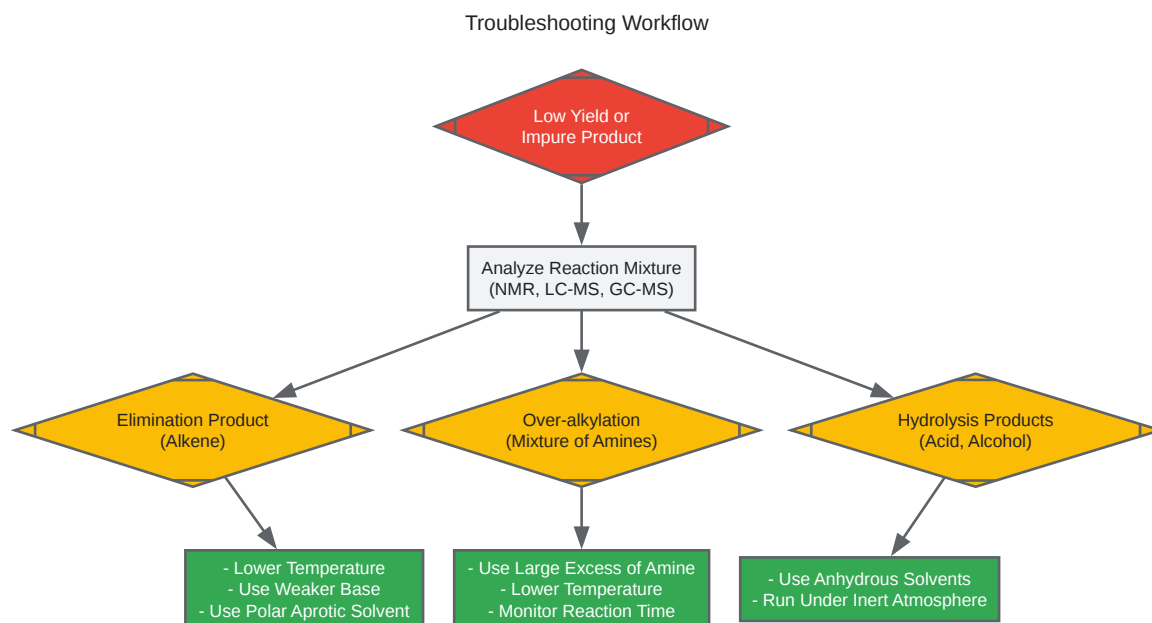 Troubleshooting Workflow
Low Yield or
Impure Product
Analyze Reaction Mixture
(NMR, LC-MS, GC-MS)
Elimination Product
(Alkene)
Over-alkylation
(Mixture of Amines)
Hydrolysis Products
(Acid, Alcohol)
- Lower Temperature
- Use Weaker Base
- Use Polar Aprotic Solvent
- Use Large Excess of Amine
- Lower Temperature
- Monitor Reaction Time
- Use Anhydrous Solvents
- Run Under Inert Atmosphere